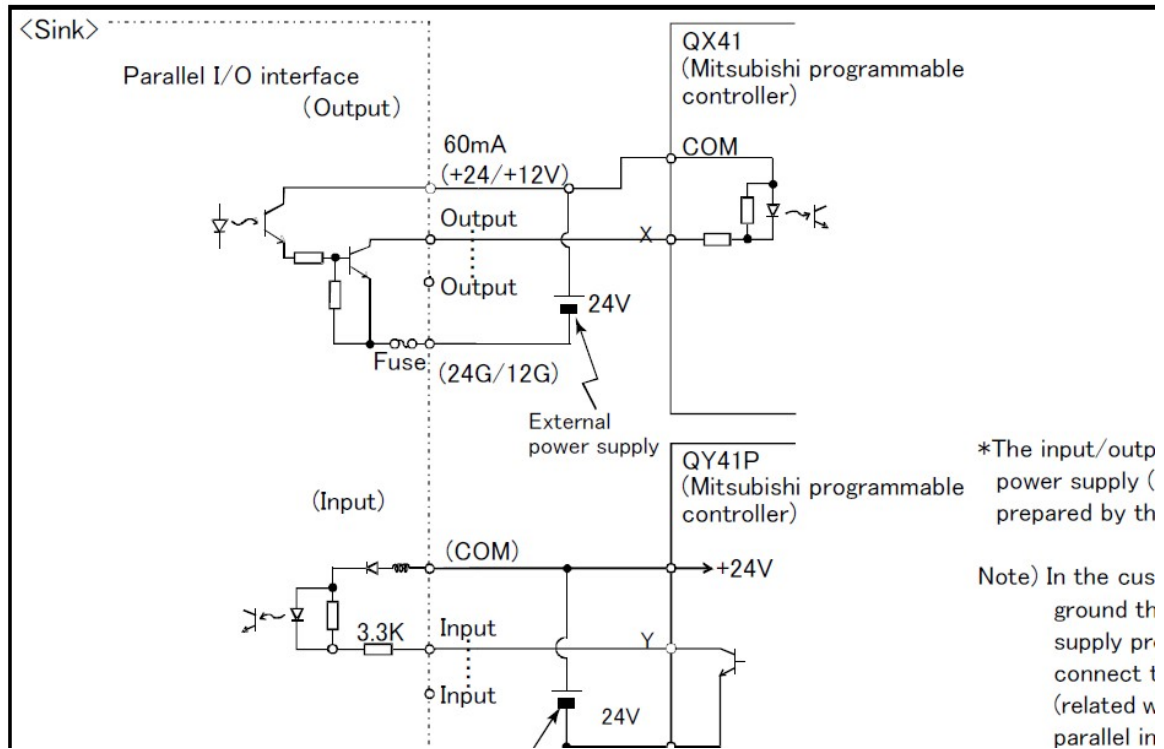 <Sink>
Parallel I/O interface
(Output)
QX41
(Mitsubishi programmable
controller)
60mA
(+24/+12V)
COM
Output
X
Output
24V
Fuse
(24G/12G)
External
power supply
QY41P
(Mitsubishi programmable
controller)
(Input)
(COM)
+24V
3.3K
Input
Y
Input
24V
*The input/outp
power supply (
prepared by th
Note) In the cus
ground th
supply pre
connect t
(related w
parallel in